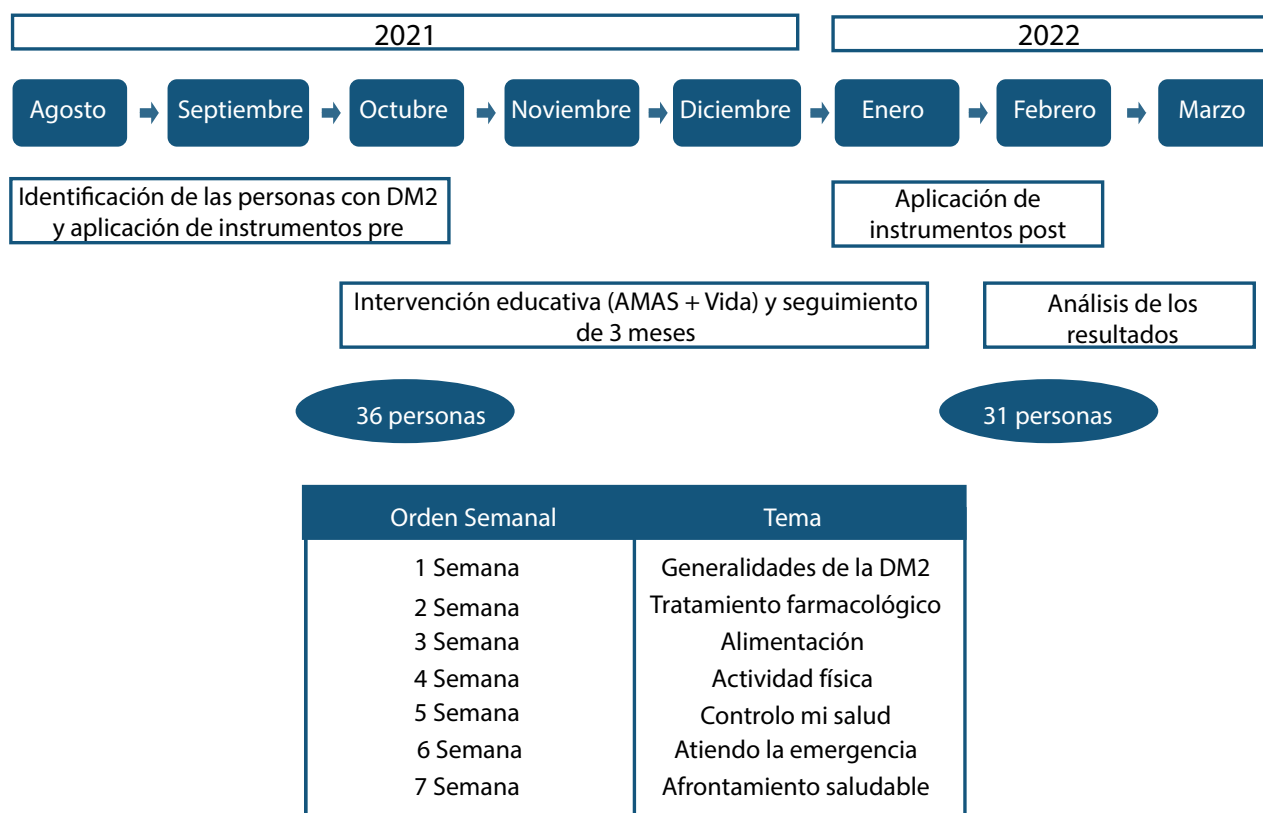 2021
2022
Agosto
Septiembre
Octubre
Noviembre
Diciembre
Enero
Febrero
Marzo
Identificación de las personas con DM2
y aplicación de instrumentos pre
Aplicación de
instrumentos post
Intervención educativa (AMAS + Vida) y seguimiento
de 3 meses
Análisis de los
resultados
36 personas
31 personas
Orden Semanal Tema
1 Semana Generalidades de la DM2
2 Semana Tratamiento farmacológico
3 Semana Alimentación
4 Semana Actividad física
5 Semana Controlo mi salud
6 Semana Atiendo la emergencia
7 Semana Afrontamiento saludable